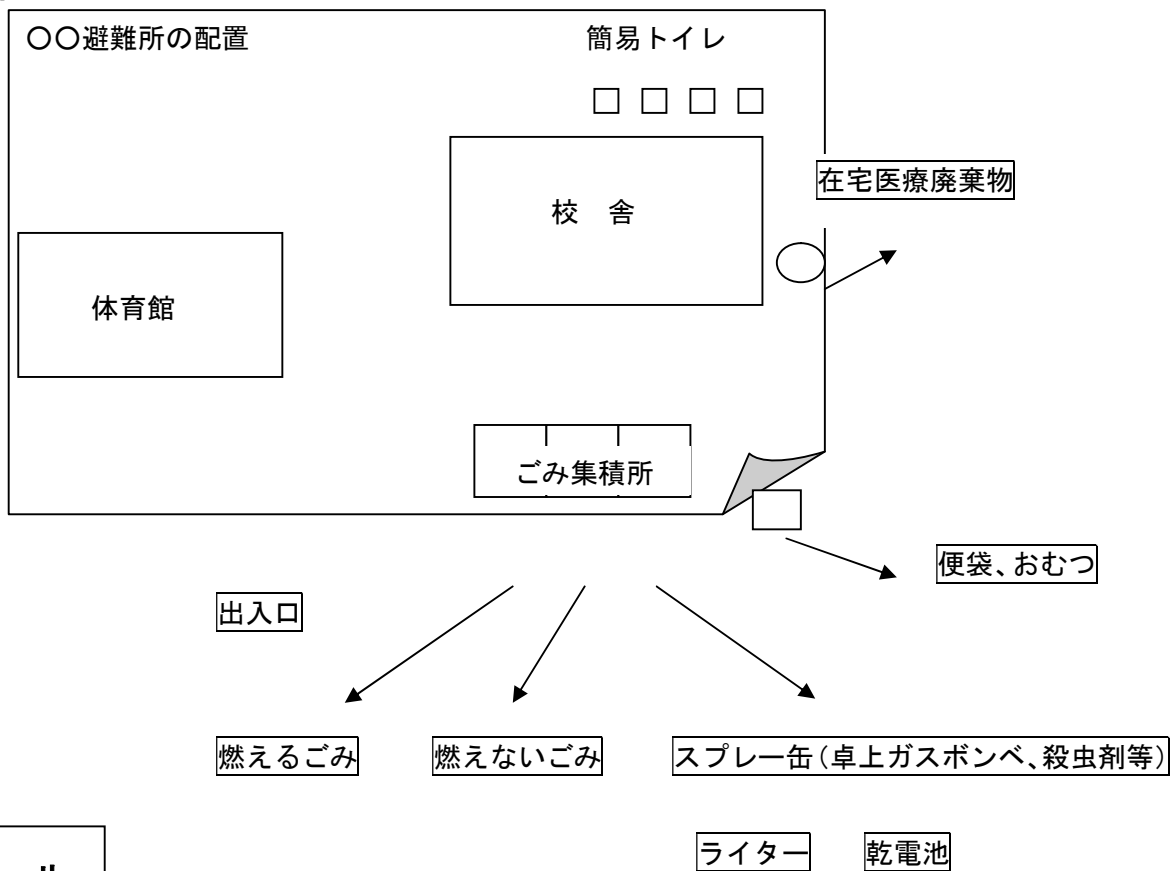 〇〇避難所の配置
簡易トイレ
在宅医療廃棄物
校 舎
体育館
ごみ集積所
便袋、おむつ
出入口
燃えるごみ
燃えないごみ
スプレー缶(卓上ガスボンベ、殺虫剤等)
ライター
乾電池